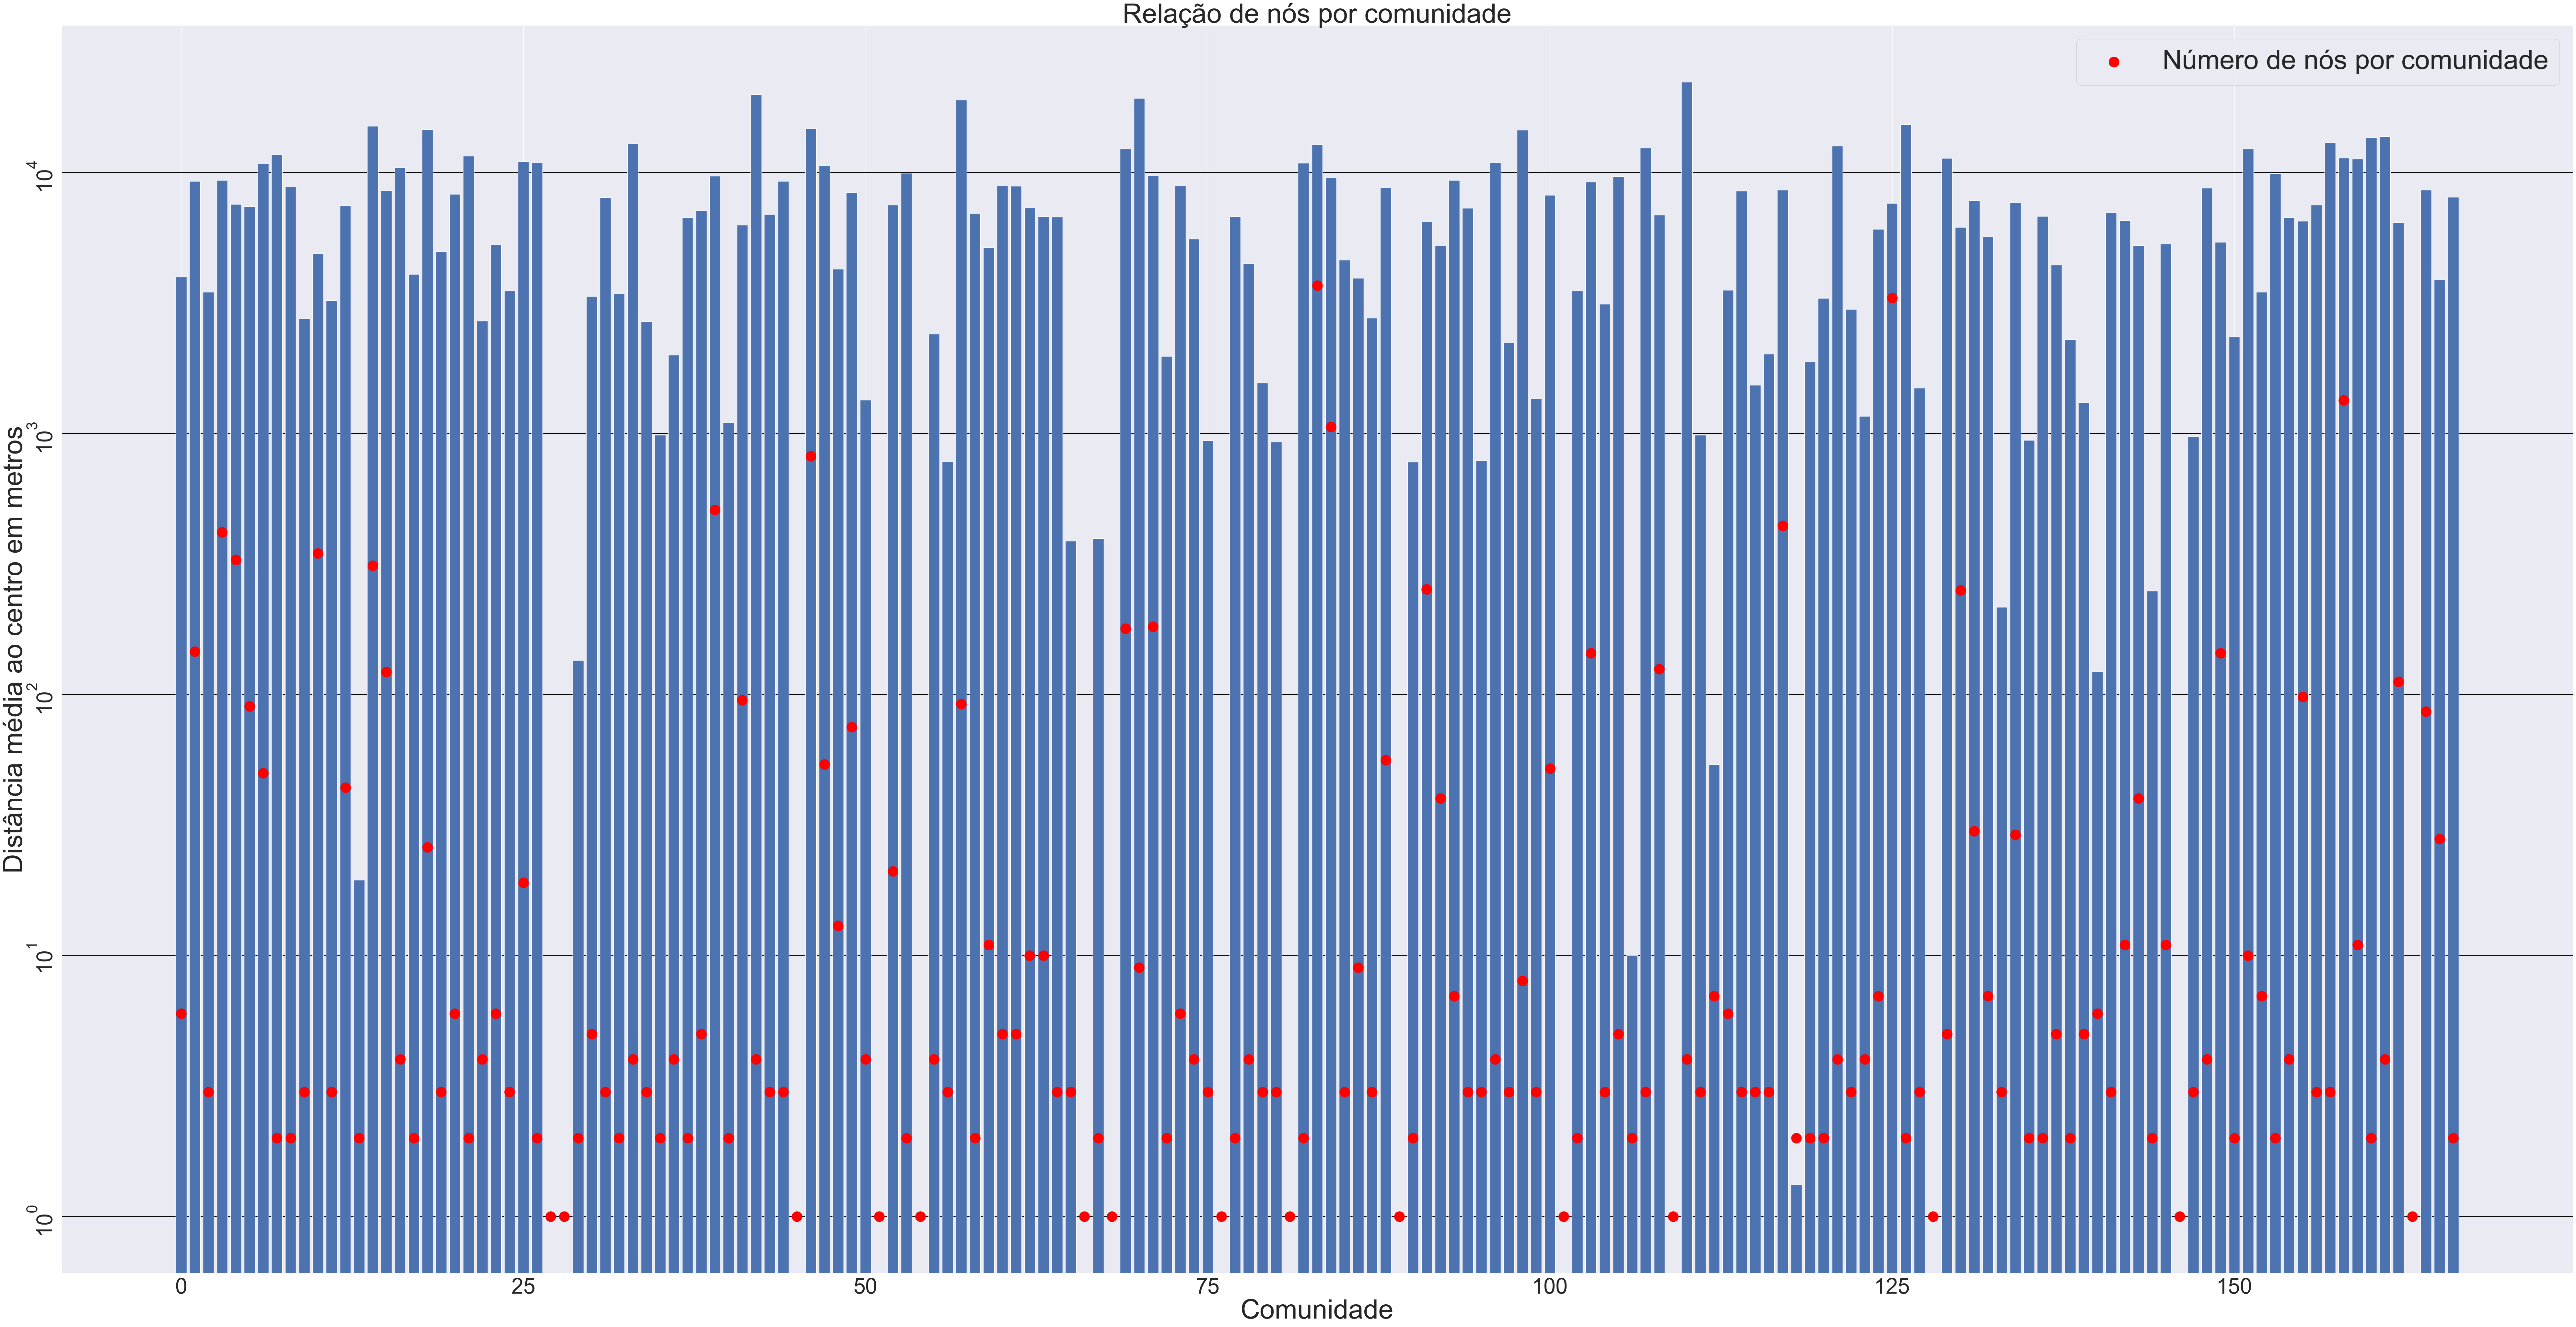 Relação de nós por comunidade
Número de nós por comunidade
Distância média ao centro em metros
10^4
10^3
10^2
10^1
10^0
0 25 50 75 100 125 150
Comunidade